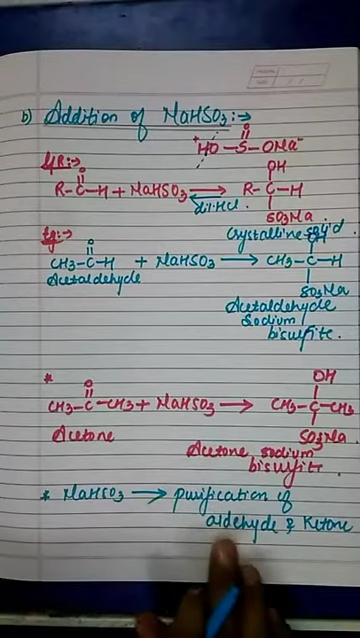 b) Addition of NaHSO3:→
O
+HO—S—ONa-
G/R:→
O
R—C—H + NaHSO3 ⇌ dil·HCl.
OH
R—C—H
SO3Na
Crystalline solid.
Eg:→
O
CH3—C—H + NaHSO3 → CH3—C—H
OH
SO3Na
Acetaldehyde
Acetaldehyde
Sodium
bisulfite.
*
O
CH3—C—CH3 + NaHSO3 → CH3—C—CH3
OH
SO3Na
Acetone
Acetone sodium
bisulfite.
* NaHSO3 → purification of
aldehyde & Ketone